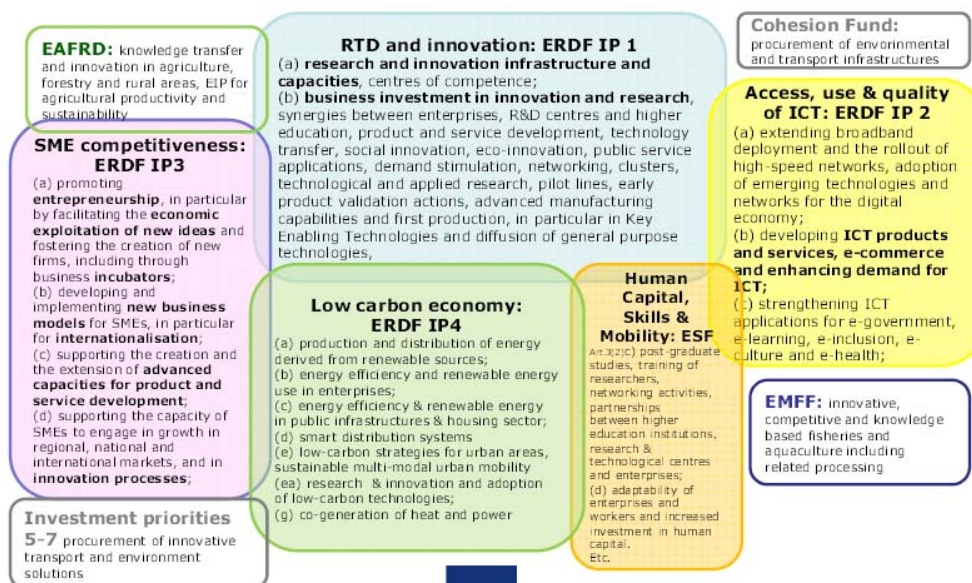 EAFRD: knowledge transfer
and innovation in agriculture,
forestry and rural areas, EIP for
agricultural productivity and
sustainability
RTD and innovation: ERDF IP 1
(a) research and innovation infrastructure and
capacities, centres of competence;
(b) business investment in innovation and research,
synergies between enterprises, R&D centres and higher
education, product and service development, technology
transfer, social innovation, eco-innovation, public service
applications, demand stimulation, networking, clusters,
technological and applied research, pilot lines, early
product validation actions, advanced manufacturing
capabilities and first production, in particular in Key
Enabling Technologies and diffusion of general purpose
technologies,
Cohesion Fund:
procurement of envorinmental
and transport infrastructures
Access, use & quality
of ICT: ERDF IP 2
(a) extending broadband
deployment and the rollout of
high-speed networks, adoption
of emerging technologies and
networks for the digital
economy;
(b) developing ICT products
and services, e-commerce
and enhancing demand for
ICT;
(c) strengthening ICT
applications for e-government,
e-learning, e-inclusion, e-
culture and e-health;
SME competitiveness:
ERDF IP3
(a) promoting
entrepreneurship, in particular
by facilitating the economic
exploitation of new ideas and
fostering the creation of new
firms, including through
business incubators;
(b) developing and
implementing new business
models for SMEs, in particular
for internationalisation;
(c) supporting the creation and
the extension of advanced
capacities for product and
service development;
(d) supporting the capacity of
SMEs to engage in growth in
regional, national and
international markets, and in
innovation processes;
Low carbon economy:
ERDF IP4
(a) production and distribution of energy
derived from renewable sources;
(b) energy efficiency and renewable energy
use in enterprises;
(c) energy efficiency & renewable energy
in public infrastructures & housing sector;
(d) smart distribution systems
(e) low-carbon strategies for urban areas,
sustainable multi-modal urban mobility
(ea) research & innovation and adoption
of low-carbon technologies;
(g) co-generation of heat and power
Human
Capital,
Skills &
Mobility: ESF
Art.3(2)C) post-graduate
studies, training of
researchers,
networking activities,
partnerships
between higher
education institutions,
research &
technological centres
and enterprises;
(d) adaptability of
enterprises and
workers and increased
investment in human
capital.
Etc.
EMFF: innovative,
competitive and knowledge
based fisheries and
aquaculture including
related processing
Investment priorities
5-7 procurement of innovative
transport and environment
solutions